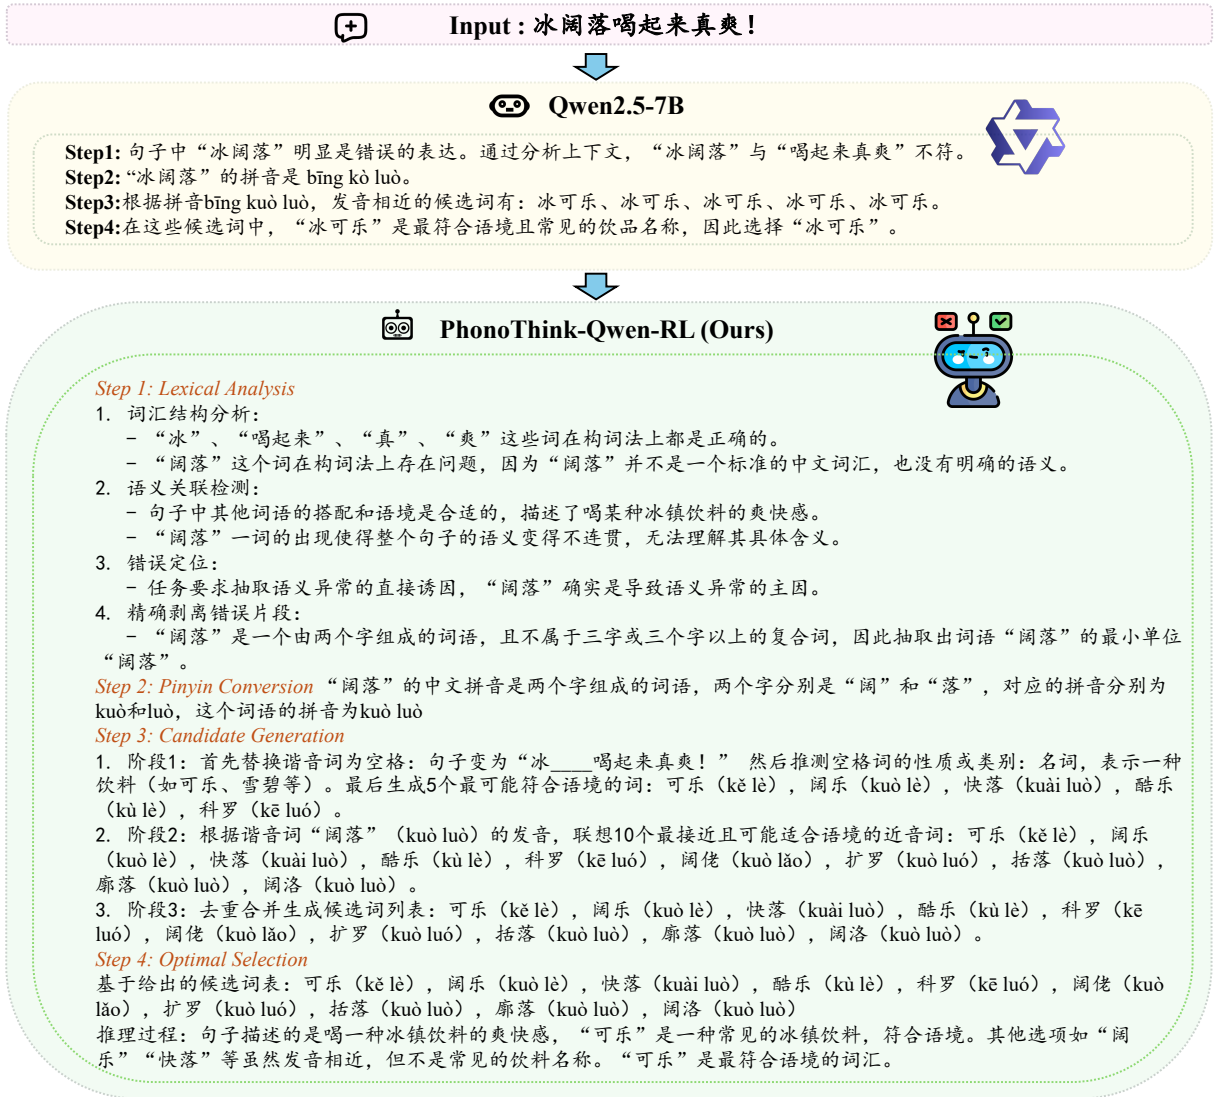 Input : 冰阔落喝起来真爽！
Qwen2.5-7B
Step1: 句子中“冰阔落”明显是错误的表达。通过分析上下文，“冰阔落”与“喝起来真爽”不符。
Step2: “冰阔落”的拼音是 bīng kò luò。
Step3:根据拼音bīng kuò luò，发音相近的候选词有：冰可乐、冰可乐、冰可乐、冰可乐、冰可乐。
Step4:在这些候选词中，“冰可乐”是最符合语境且常见的饮品名称，因此选择“冰可乐”。
PhonoThink-Qwen-RL (Ours)
Step 1: Lexical Analysis
1. 词汇结构分析：
- “冰”、“喝起来”、“真”、“爽”这些词在构词法上都是正确的。
- “阔落”这个词在构词法上存在问题，因为“阔落”并不是一个标准的中文词汇，也没有明确的语义。
2. 语义关联检测：
- 句子中其他词语的搭配和语境是合适的，描述了喝某种冰镇饮料的爽快感。
- “阔落”一词的出现使得整个句子的语义变得不连贯，无法理解其具体含义。
3. 错误定位：
- 任务要求抽取语义异常的直接诱因，“阔落”确实是导致语义异常的主因。
4. 精确剥离错误片段：
- “阔落”是一个由两个字组成的词语，且不属于三字或三个字以上的复合词，因此抽取出词语“阔落”的最小单位
“阔落”。
Step 2: Pinyin Conversion “阔落”的中文拼音是两个字组成的词语，两个字分别是“阔”和“落”，对应的拼音分别为
kuò和luò，这个词语的拼音为kuò luò
Step 3: Candidate Generation
1. 阶段1：首先替换谐音词为空格：句子变为“冰____喝起来真爽！” 然后推测空格词的性质或类别：名词，表示一种
饮料（如可乐、雪碧等）。最后生成5个最可能符合语境的词：可乐（kě lè），阔乐（kuò lè），快落（kuài luò），酷乐
（kù lè），科罗（kē luó）。
2. 阶段2：根据谐音词“阔落”（kuò luò）的发音，联想10个最接近且可能适合语境的近音词：可乐（kě lè），阔乐
（kuò lè），快落（kuài luò），酷乐（kù lè），科罗（kē luó），阔佬（kuò lǎo），扩罗（kuò luó），括落（kuò luò），
廓落（kuò luò），阔洛（kuò luò）。
3. 阶段3：去重合并生成候选词列表：可乐（kě lè），阔乐（kuò lè），快落（kuài luò），酷乐（kù lè），科罗（kē
luó），阔佬（kuò lǎo），扩罗（kuò luó），括落（kuò luò），廓落（kuò luò），阔洛（kuò luò）。
Step 4: Optimal Selection
基于给出的候选词表：可乐（kě lè），阔乐（kuò lè），快落（kuài luò），酷乐（kù lè），科罗（kē luó），阔佬（kuò
lǎo），扩罗（kuò luó），括落（kuò luò），廓落（kuò luò），阔洛（kuò luò）
推理过程：句子描述的是喝一种冰镇饮料的爽快感，“可乐”是一种常见的冰镇饮料，符合语境。其他选项如“阔
乐”“快落”等虽然发音相近，但不是常见的饮料名称。“可乐”是最符合语境的词汇。